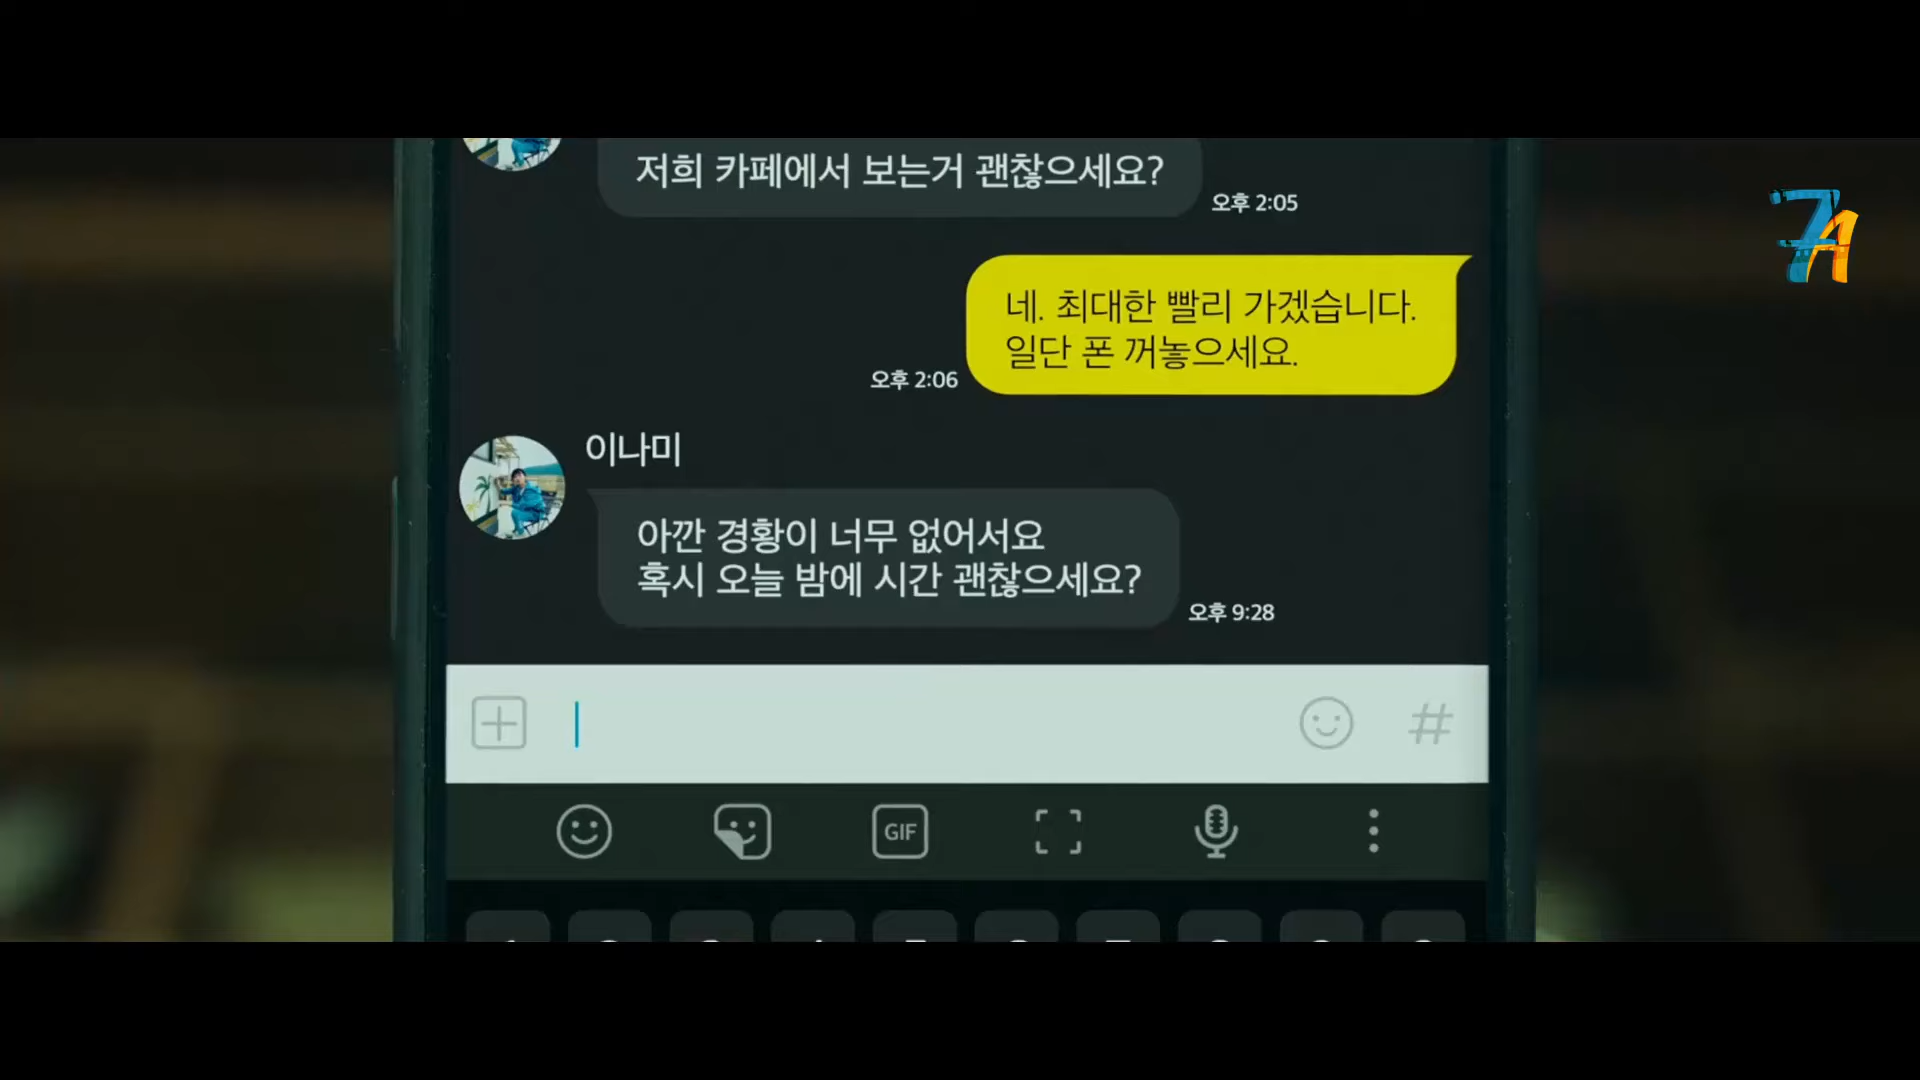 저희 카페에서 보는거 괜찮으세요?
오후 2:05
네. 최대한 빨리 가겠습니다.
일단 폰 꺼놓으세요.
오후 2:06
이나미
아깐 경황이 너무 없어서요
혹시 오늘 밤에 시간 괜찮으세요?
오후 9:28
#
GIF
7A